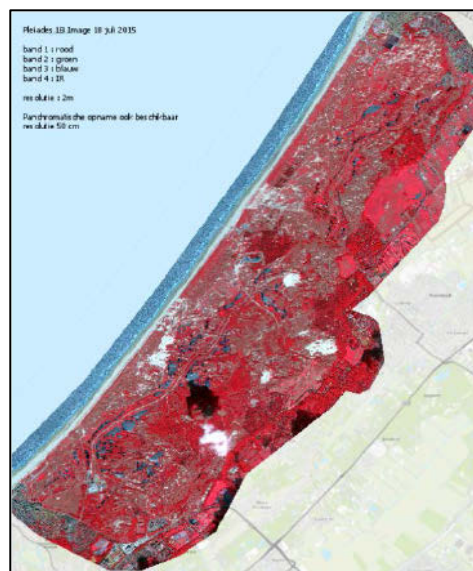 Pleiades 1B Image 18 juli 2015
band 1 : rood
band 2 : groen
band 3 : blauw
band 4 : IR
resolutie : 2m
Panchromatische opname ook beschikbaar
resolutie 50 cm